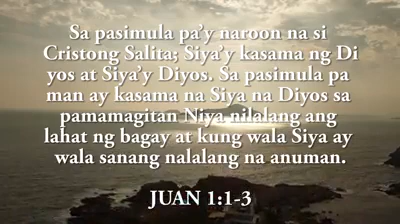 Sa pasimula pa’y naroon na si
Cristong Salita; Siya’y kasama ng Di
yos at Siya’y Diyos. Sa pasimula pa
man ay kasama na Siya na Diyos sa
pamamagitan Niya nilalang ang
lahat ng bagay at kung wala Siya ay
wala sanang nalalang na anuman.
JUAN 1:1-3